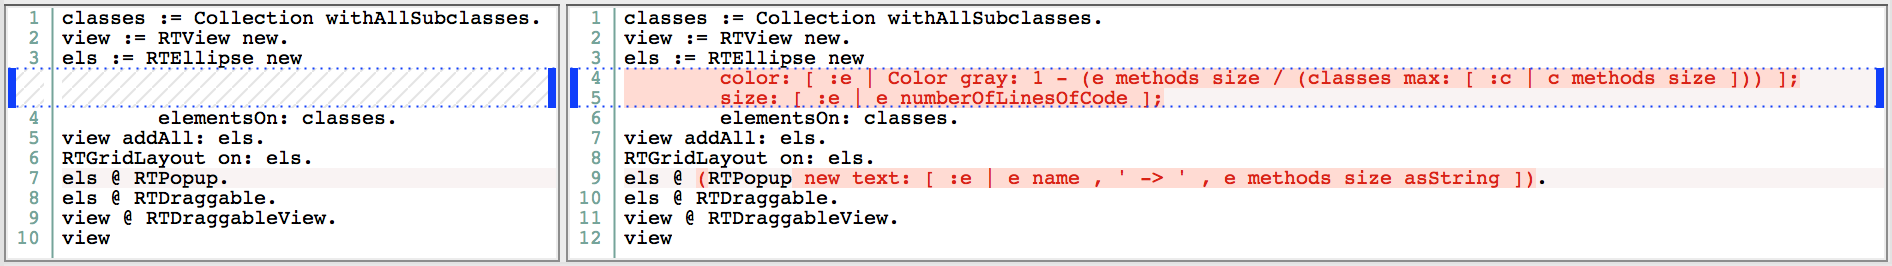 1 classes := Collection withAllSubclasses.
2 view := RTView new.
3 els := RTEllipse new
4 elementsOn: classes.
5 view addAll: els.
6 RTGridLayout on: els.
7 els @ RTPopup.
8 els @ RTDraggable.
9 view @ RTDraggableView.
10 view
1 classes := Collection withAllSubclasses.
2 view := RTView new.
3 els := RTEllipse new
4 color: [ :e | Color gray: 1 - (e methods size / (classes max: [ :c | c methods size ])) ];
5 size: [ :e | e numberOfLinesOfCode ];
6 elementsOn: classes.
7 view addAll: els.
8 RTGridLayout on: els.
9 els @ (RTPopup new text: [ :e | e name , ' -> ' , e methods size asString ]).
10 els @ RTDraggable.
11 view @ RTDraggableView.
12 view